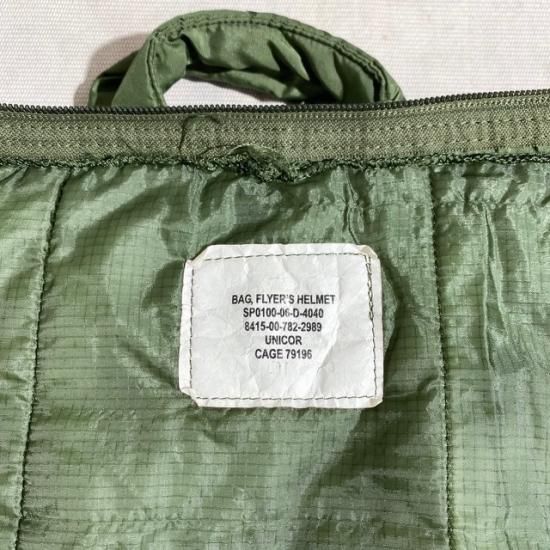 BAG, FLYER'S HELMET
SP0100-06-D-4040
8415-00-782-2989
UNICOR
CAGE 79196